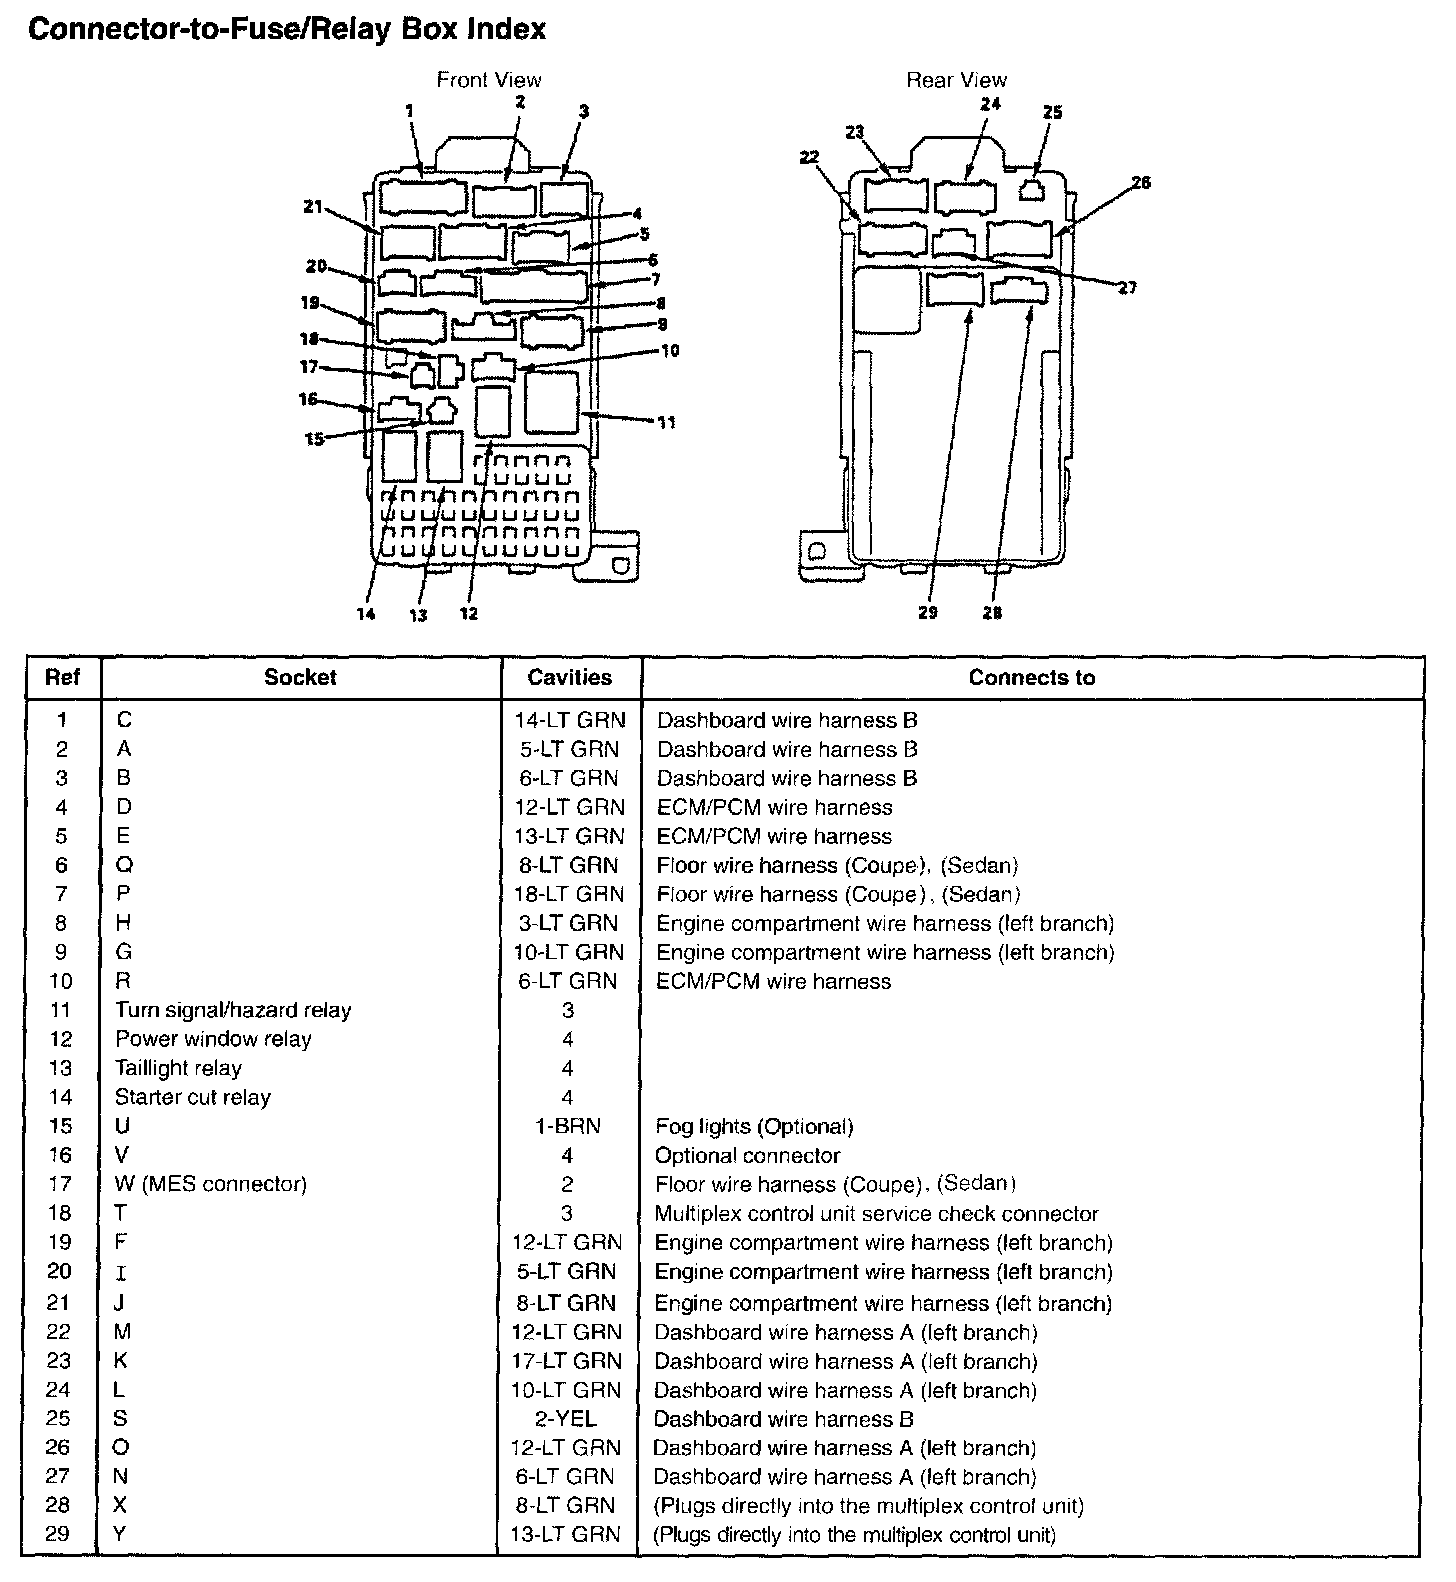 Connector-to-Fuse/Relay Box Index
Front View
Rear View
1
2
3
4
5
6
7
8
9
10
11
12
12
13
14
15
16
17
18
19
20
21
22
23
24
25
26
27
28
29
Ref Socket Cavities Connects to
1 C 14-LT GRN Dashboard wire harness B
2 A 5-LT GRN Dashboard wire harness B
3 B 6-LT GRN Dashboard wire harness B
4 D 12-LT GRN ECM/PCM wire harness
5 E 13-LT GRN ECM/PCM wire harness
6 Q 8-LT GRN Floor wire harness (Coupe), (Sedan)
7 P 18-LT GRN Floor wire harness (Coupe), (Sedan)
8 H 3-LT GRN Engine compartment wire harness (left branch)
9 G 10-LT GRN Engine compartment wire harness (left branch)
10 R 6-LT GRN ECM/PCM wire harness
11 Turn signal/hazard relay 3
12 Power window relay 4
13 Taillight relay 4
14 Starter cut relay 4
15 U 1-BRN Fog lights (Optional)
16 V 4 Optional connector
17 W (MES connector) 2 Floor wire harness (Coupe), (Sedan)
18 T 3 Multiplex control unit service check connector
19 F 12-LT GRN Engine compartment wire harness (left branch)
20 I 5-LT GRN Engine compartment wire harness (left branch)
21 J 8-LT GRN Engine compartment wire harness (left branch)
22 M 12-LT GRN Dashboard wire harness A (left branch)
23 K 17-LT GRN Dashboard wire harness A (left branch)
24 L 10-LT GRN Dashboard wire harness A (left branch)
25 S 2-YEL Dashboard wire harness B
26 O 12-LT GRN Dashboard wire harness A (left branch)
27 N 6-LT GRN Dashboard wire harness A (left branch)
28 X 8-LT GRN (Plugs directly into the multiplex control unit)
29 Y 13-LT GRN (Plugs directly into the multiplex control unit)